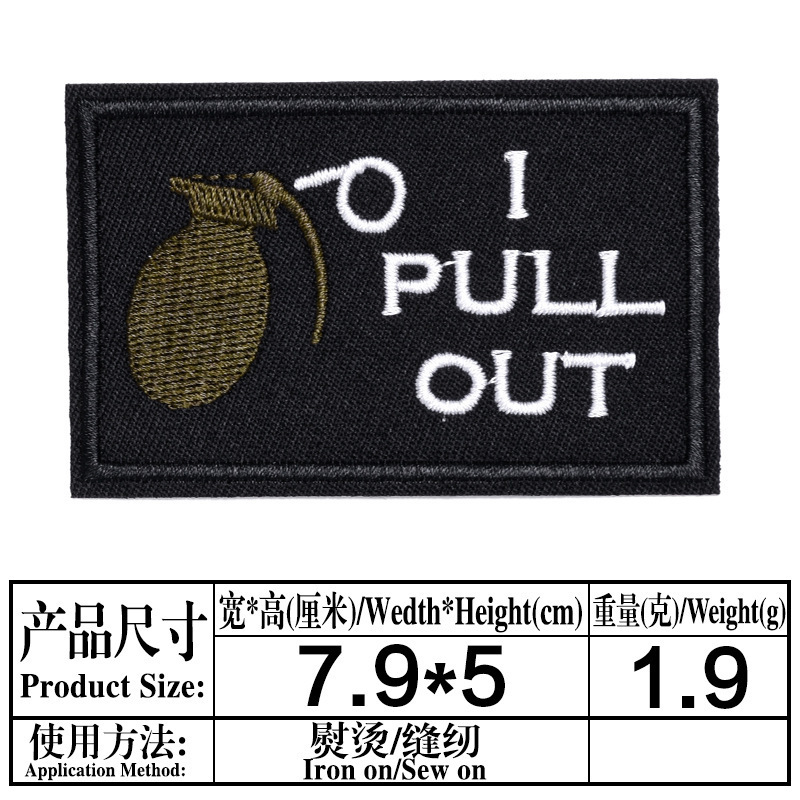 I
PULL
OUT
产品尺寸
Product Size:
宽*高(厘米)/Wedth*Height(cm)
重量(克)/Weight(g)
7.9*5
1.9
使用方法:
Application Method:
熨烫/缝纫
Iron on/Sew on